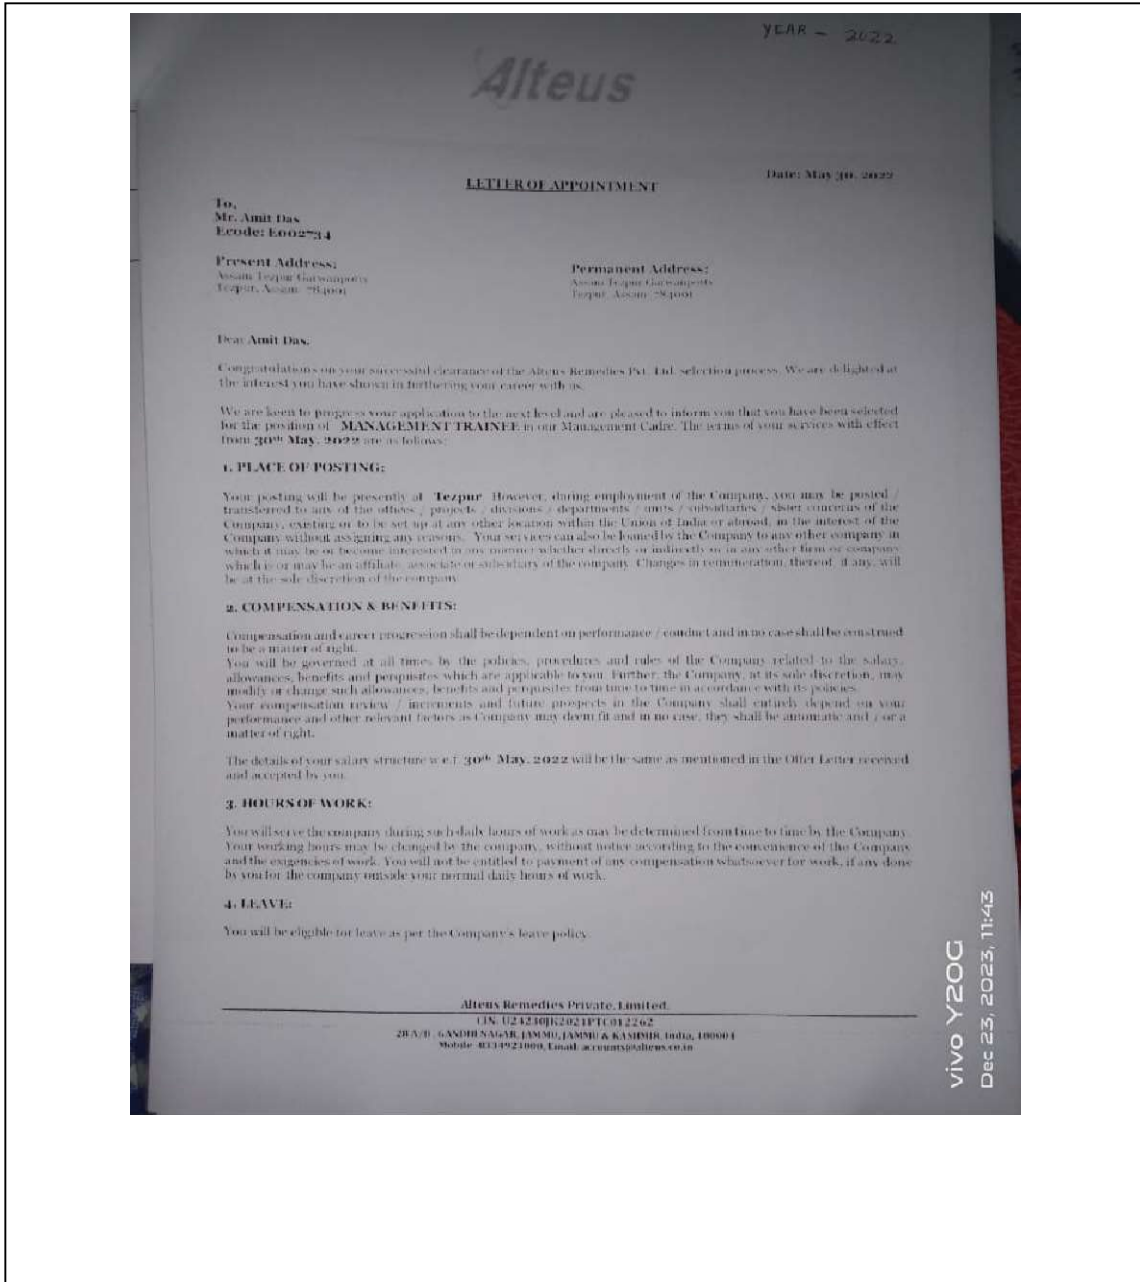 YEAR - 2022
Alteus
Date: May 30, 2022
LETTER OF APPOINTMENT
To,
Mr. Amit Das
Ecode: E002734
Present Address:
Assam Tezpur
Tezpur, Assam 784001
Permanent Address:
Assam Tezpur
Tezpur, Assam 784001
Dear Amit Das,
Congratulations on your successful clearance of the Alteus Remedies Pvt. Ltd. selection process. We are delighted at
the interest you have shown in furthering your career with us.
We are keen to progress your application to the next level and are pleased to inform you that you have been selected
for the position of MANAGEMENT TRAINEE in our Management Cadre. The terms of your services with effect
from 30th May, 2022 are as follows:
1. PLACE OF POSTING:
Your posting will be presently at Tezpur However, during employment of the Company, you may be posted /
transferred to any of the offices / projects / divisions / departments / units / subsidiaries / sister concerns of the
Company, existing or to be set up at any other location within the Union of India or abroad, in the interest of the
Company without assigning any reasons. Your services can also be loaned by the Company to any other company in
which it may be or become interested in any manner whether directly or indirectly or in any other firm or company
which is or may be an affiliate, associate or subsidiary of the company. Changes in remuneration, thereof, if any, will
be at the sole discretion of the company.
2. COMPENSATION & BENEFITS:
Compensation and career progression shall be dependent on performance / conduct and in no case shall be construed
to be a matter of right.
You will be governed at all times by the policies, procedures and rules of the Company related to the salary,
allowances, benefits and perquisites which are applicable to you. Further, the Company, at its sole discretion, may
modify or change such allowances, benefits and perquisites from time to time in accordance with its policies.
Your compensation review / increments and future prospects in the Company shall entirely depend on your
performance and other relevant factors as Company may deem fit and in no case, they shall be automatic and / or a
matter of right.
The details of your salary structure w.e.f. 30th May, 2022 will be the same as mentioned in the Offer Letter received
and accepted by you.
3. HOURS OF WORK:
You will serve the company during such daily hours of work as may be determined from time to time by the Company.
Your working hours may be changed by the company, without notice according to the convenience of the Company
and the exigencies of work. You will not be entitled to payment of any compensation whatsoever for work, if any done
by you for the company outside your normal daily hours of work.
4. LEAVE:
You will be eligible for leave as per the Company's leave policy.
Alteus Remedies Private Limited.
CIN: U24230JK2021PTC012262
GANDHI NAGAR, JAMMU, JAMMU & KASHMIR, India, 180004
Email: accounts@alteus.co.in
vivo Y20G
Dec 23, 2023, 11:43